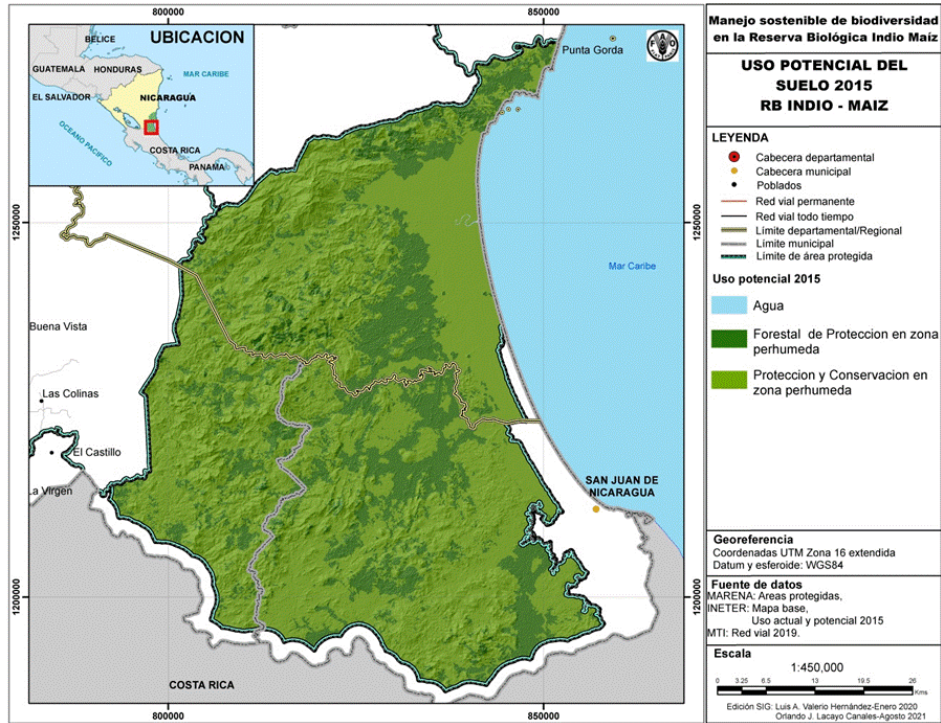 800000
850000
UBICACION
BELICE
GUATEMALA
HONDURAS
MAR CARIBE
EL SALVADOR
NICARAGUA
OCEANO PACIFICO
COSTA RICA
PANAMA
Punta Gorda
FAO
1250000
1250000
Mar Caribe
Buena Vista
Las Colinas
El Castillo
La Virgen
SAN JUAN DE
NICARAGUA
1200000
1200000
COSTA RICA
800000
850000
Manejo sostenible de biodiversidad
en la Reserva Biológica Indio Maíz
USO POTENCIAL DEL
SUELO 2015
RB INDIO - MAIZ
LEYENDA
Cabecera departamental
Cabecera municipal
Poblados
Red vial permanente
Red vial todo tiempo
Límite departamental/Regional
Límite municipal
Límite de área protegida
Uso potencial 2015
Agua
Forestal de Proteccion en zona
perhumeda
Proteccion y Conservacion en
zona perhumeda
Georeferencia
Coordenadas UTM Zona 16 extendida
Datum y esferoide: WGS84
Fuente de datos
MARENA: Areas protegidas,
INETER: Mapa base,
Uso actual y potencial 2015
MTI: Red vial 2019.
Escala
1:450,000
0 3.25 6.5 13 19.5 26
Kms
Edición SIG: Luis A. Valerio Hernández-Enero 2020
Orlando J. Lacayo Canales-Agosto 2021